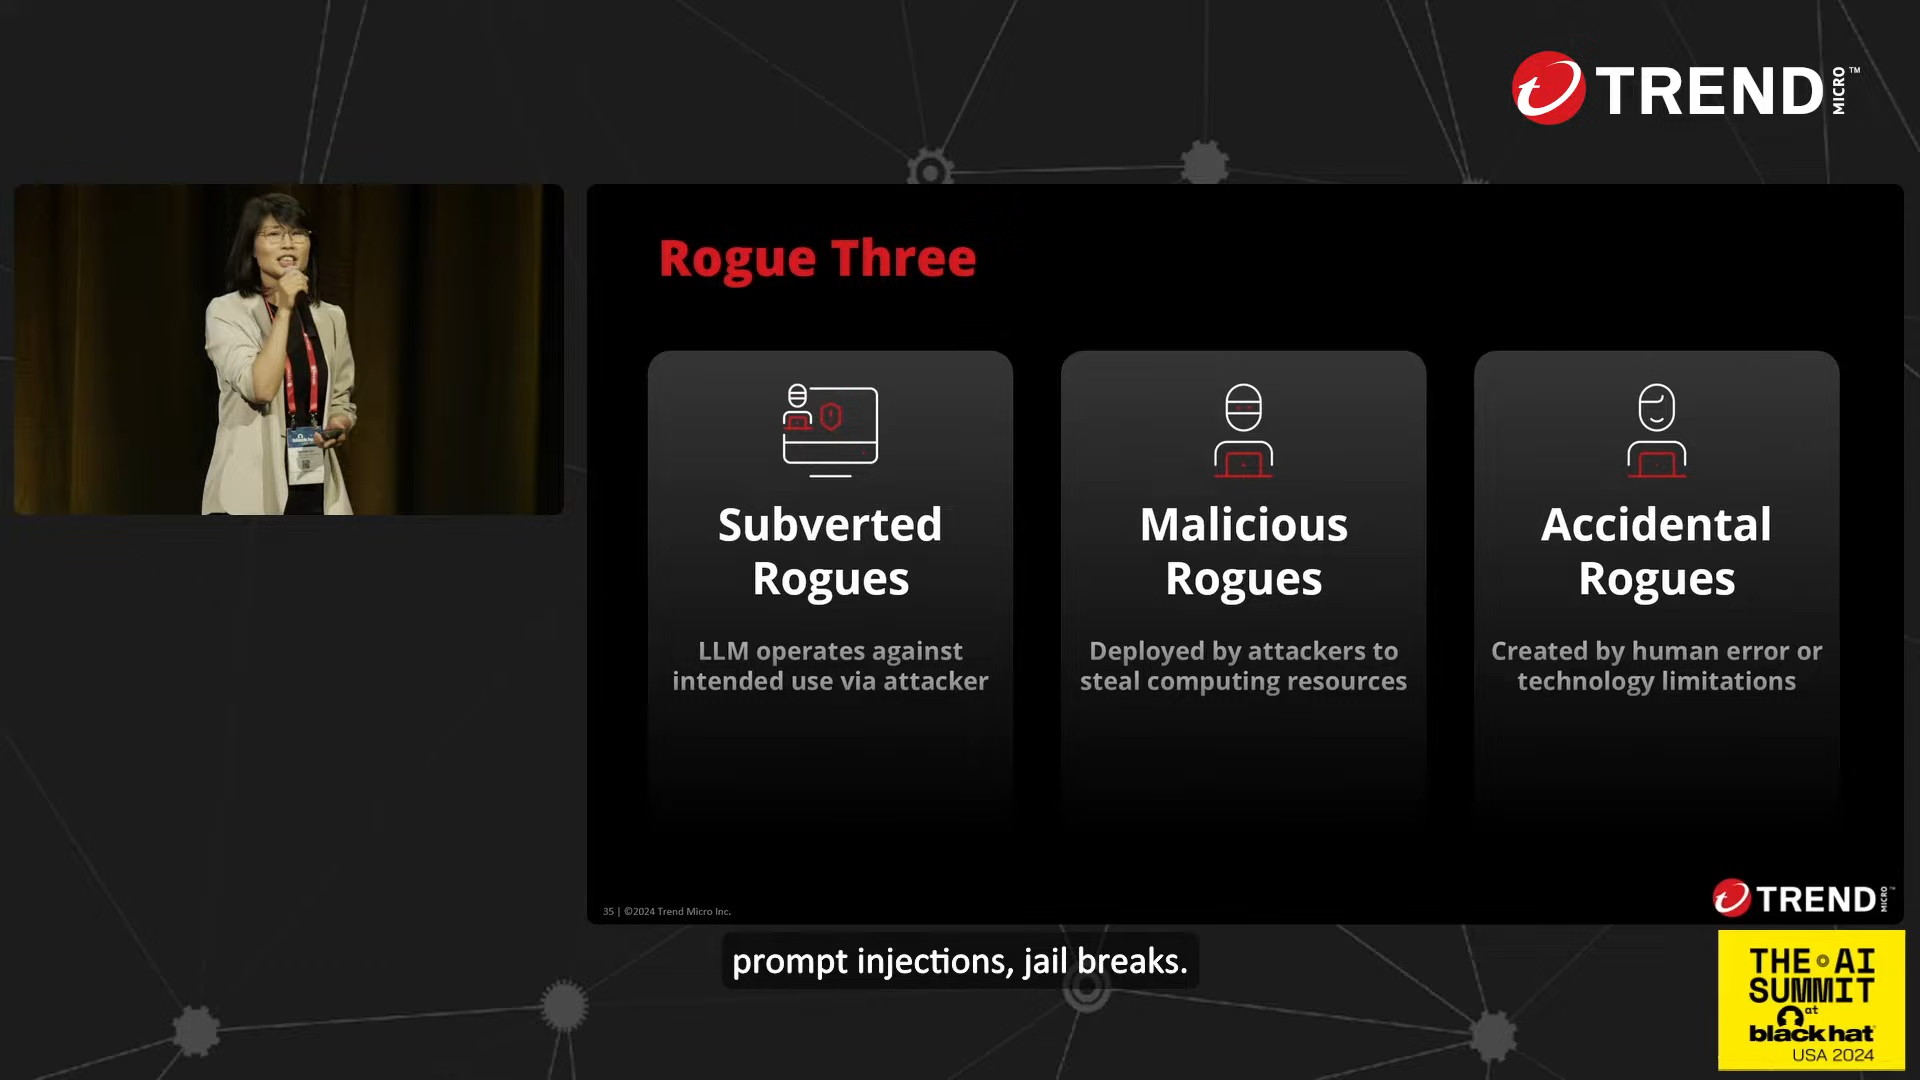 TREND MICRO™
Rogue Three
Subverted
Rogues
LLM operates against
intended use via attacker
Malicious
Rogues
Deployed by attackers to
steal computing resources
Accidental
Rogues
Created by human error or
technology limitations
35 | ©2024 Trend Micro Inc.
TREND MICRO™
prompt injections, jail breaks.
THE AI
SUMMIT
at
black hat
USA 2024